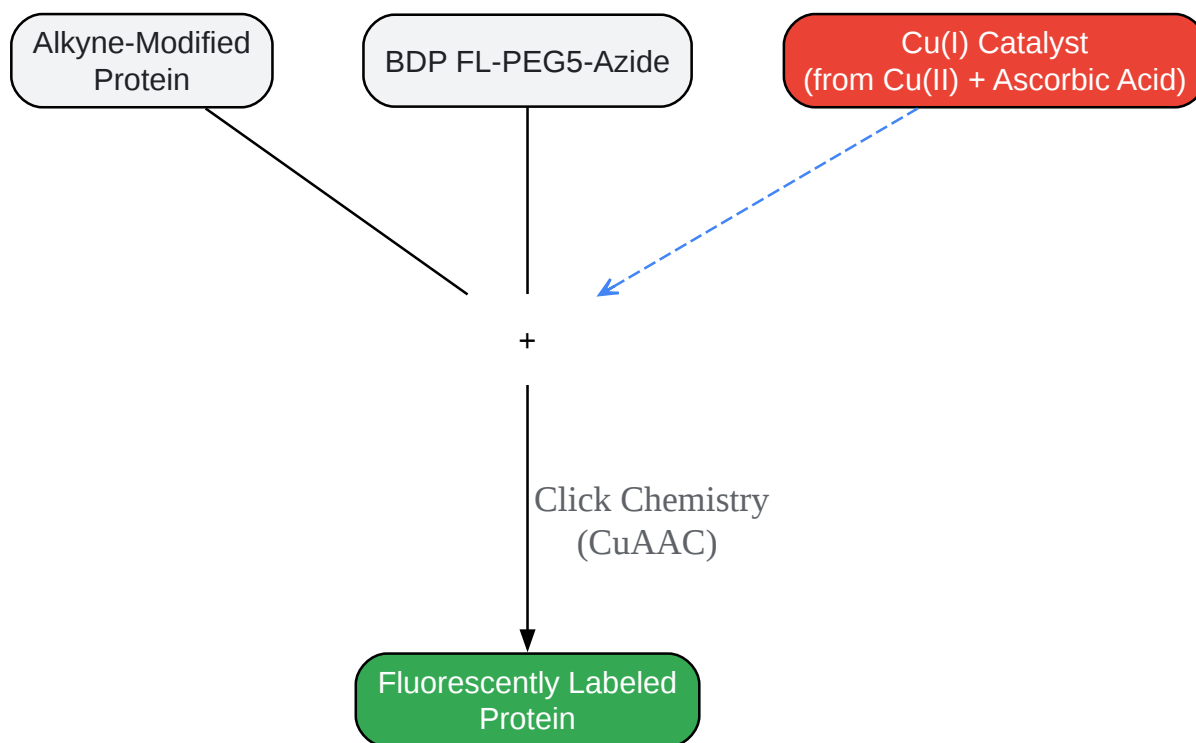 Alkyne-Modified
Protein
BDP FL-PEG5-Azide
Cu(I) Catalyst
(from Cu(II) + Ascorbic Acid)
+
Click Chemistry
(CuAAC)
Fluorescently Labeled
Protein